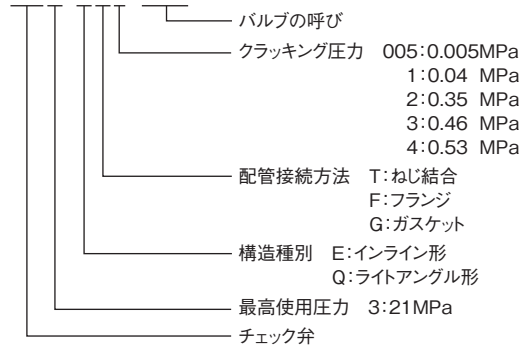 バルブの呼び
クラッキング圧力 005:0.005MPa
1:0.04 MPa
2:0.35 MPa
3:0.46 MPa
4:0.53 MPa
配管接続方法 T:ねじ結合
F:フランジ
G:ガスケット
構造種別 E:インライン形
Q:ライトアングル形
最高使用圧力 3:21MPa
チェック弁